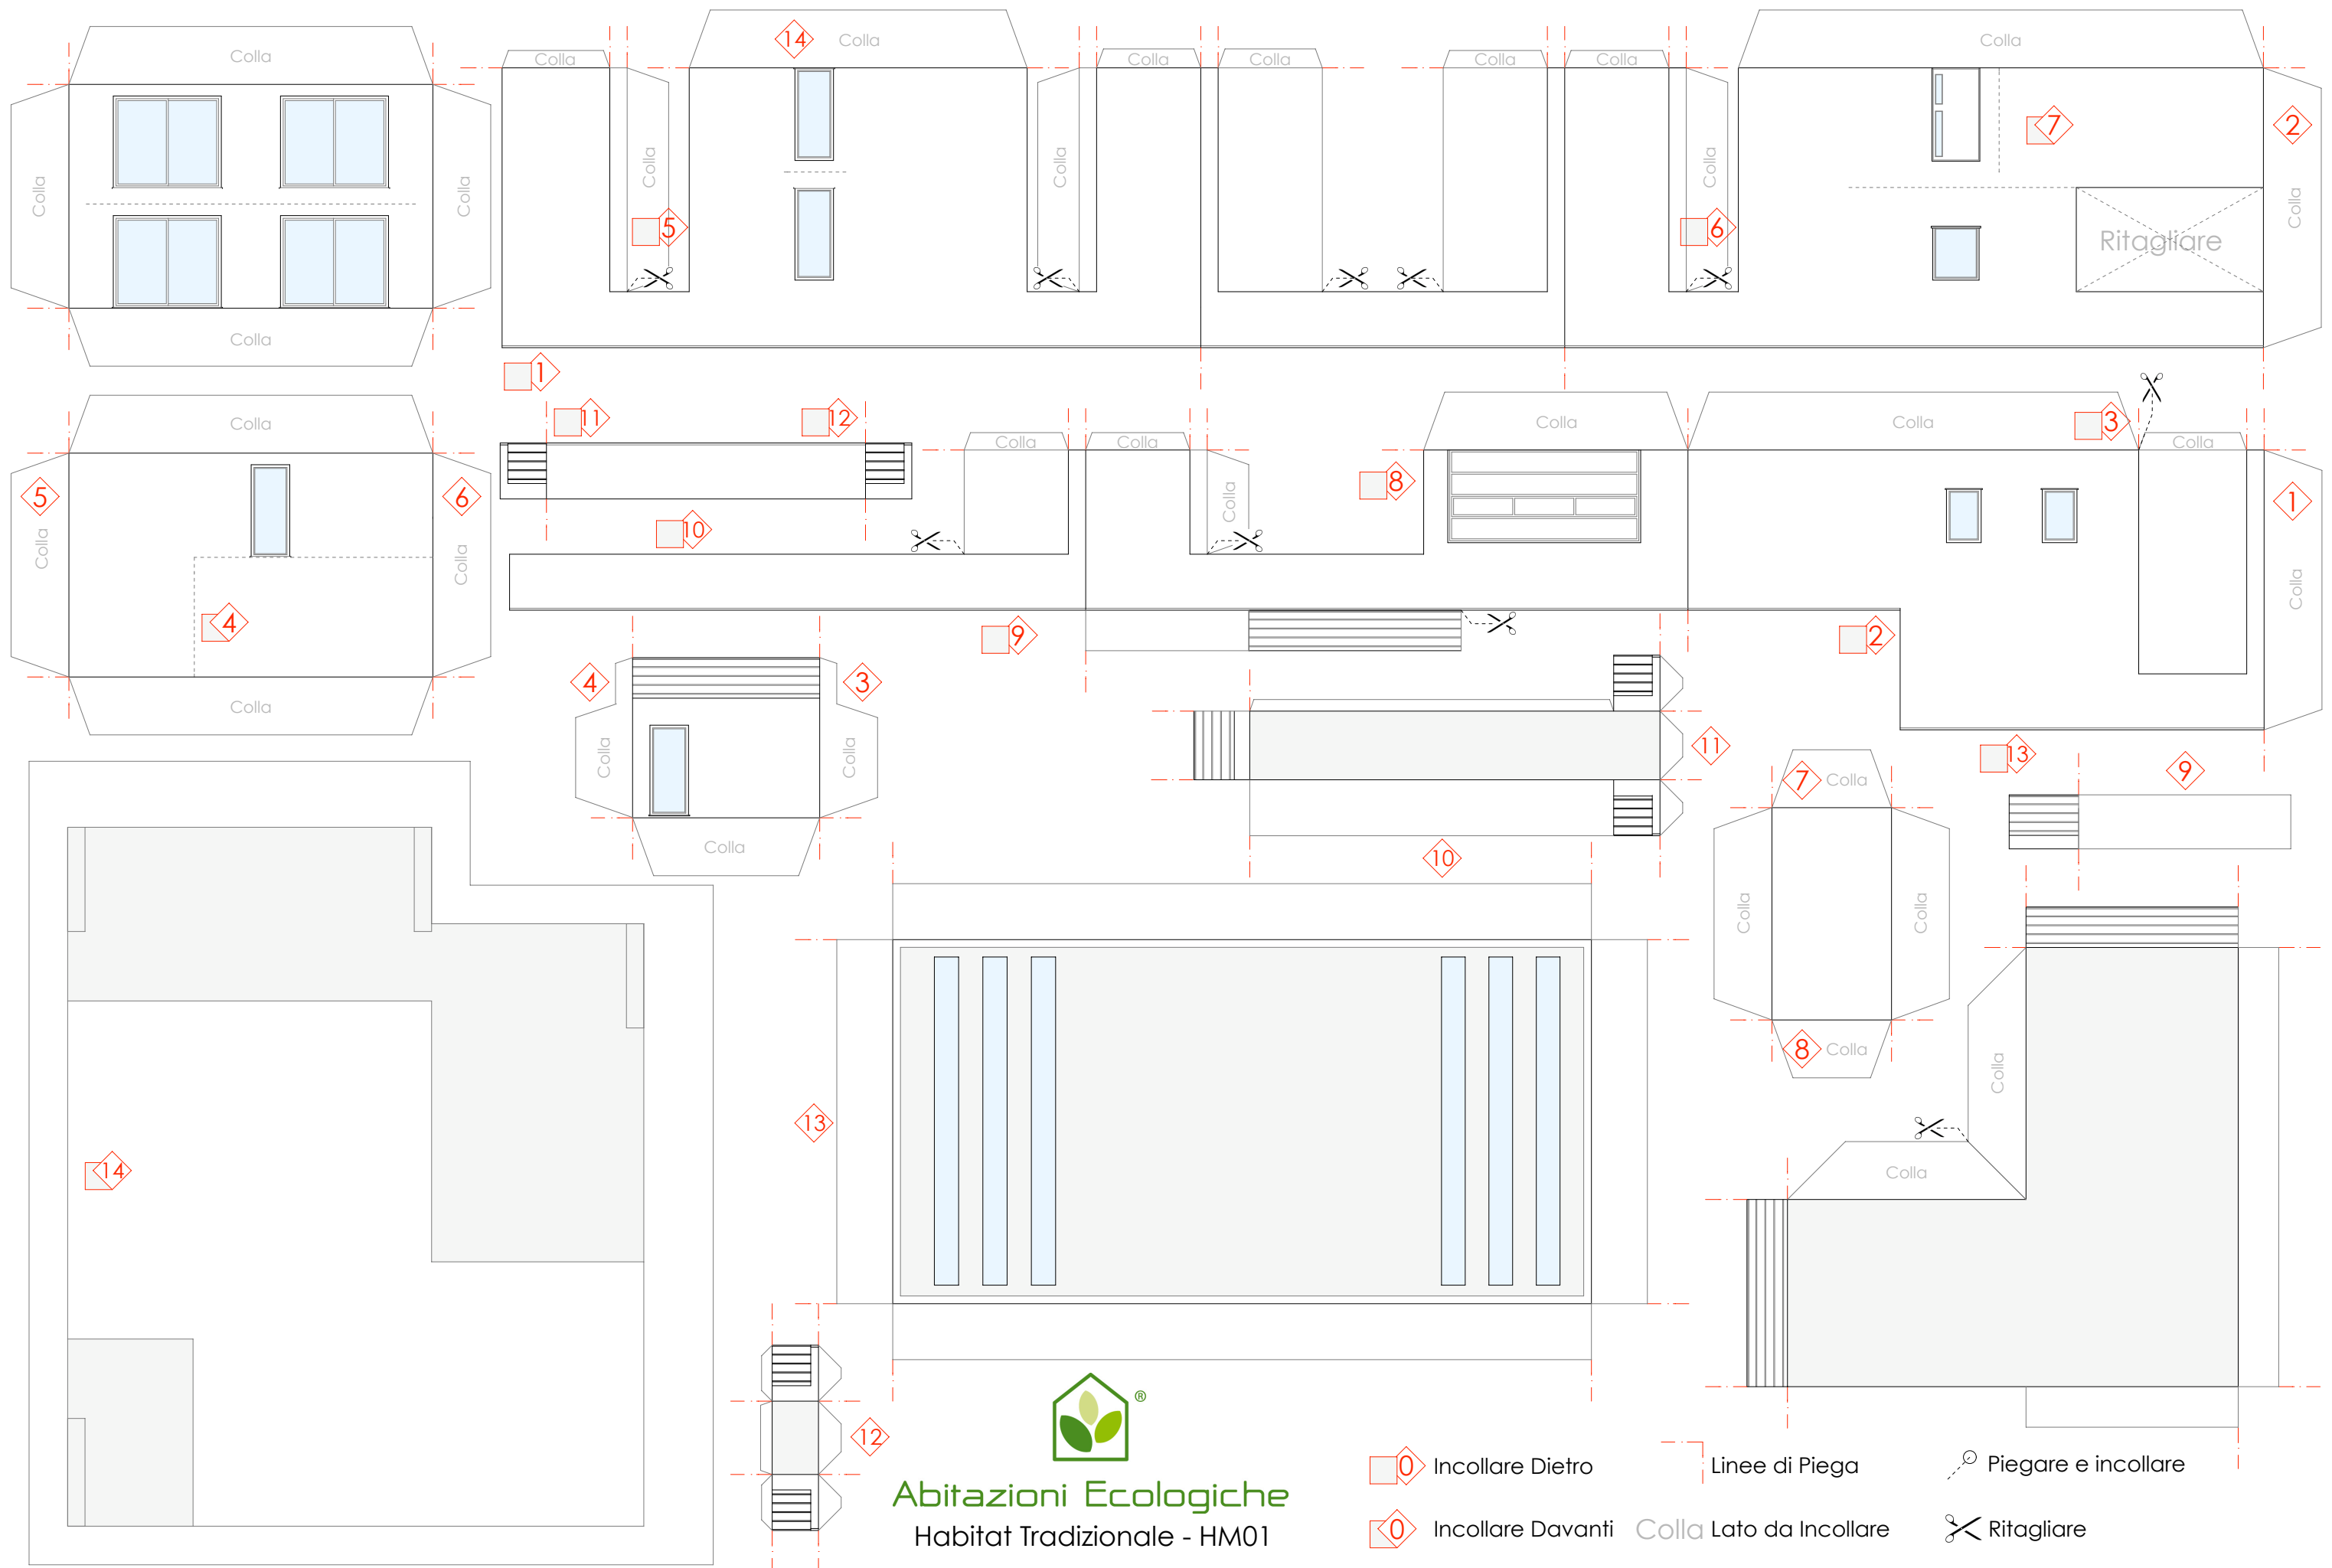 Colla
14
Colla
Colla
Colla
Colla
Colla
Colla
Colla
Colla
Colla
Colla
Colla
Colla
Colla
7
2
Colla
5
6
Ritagliare
Colla
1
11
12
3
Colla
Colla
Colla
Colla
Colla
Colla
8
5
6
Colla
1
10
Colla
Colla
Colla
4
9
2
4
3
Colla
Colla
Colla
Colla
11
13
9
7
Colla
10
Colla
Colla
8
Colla
Colla
Colla
13
14
12
®
Abitazioni Ecologiche
Habitat Tradizionale - HM01
0 Incollare Dietro
Linee di Piega
Piegare e incollare
0 Incollare Davanti
Colla Lato da Incollare
Ritagliare